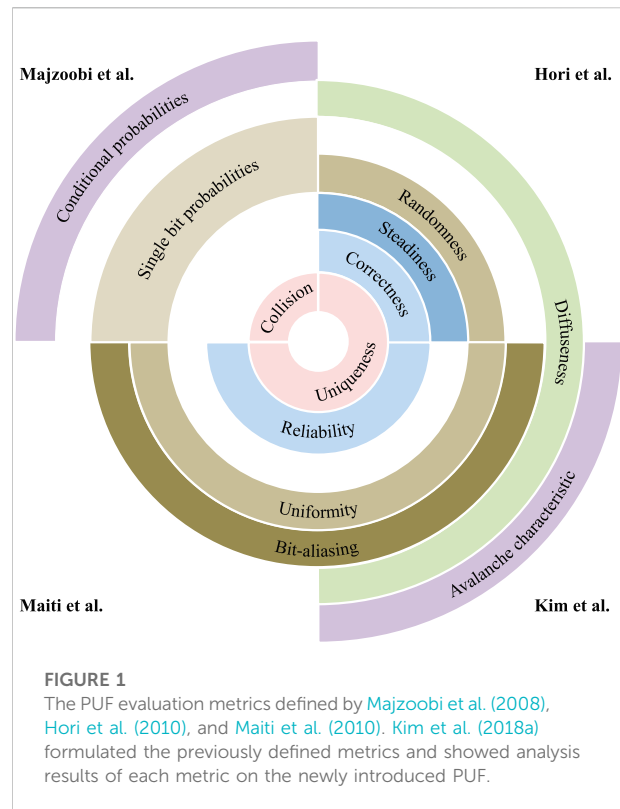 Majzoobi et al.
Hori et al.
Conditional probabilities
Single bit probabilities
Randomness
Steadiness
Correctness
Collision
Uniqueness
Diffuseness
Reliability
Uniformity
Bit-aliasing
Avalanche characteristic
Maiti et al.
Kim et al.
FIGURE 1
The PUF evaluation metrics defined by Majzoobi et al. (2008),
Hori et al. (2010), and Maiti et al. (2010). Kim et al. (2018a)
formulated the previously defined metrics and showed analysis
results of each metric on the newly introduced PUF.